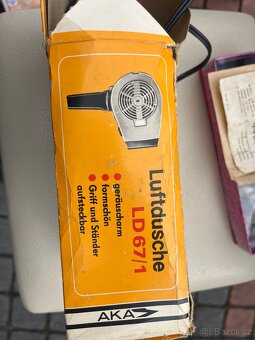 Luftdusche
LD 67/1
geräuscharm
formschön
Griff und Ständer
aufsteckbar
AKA